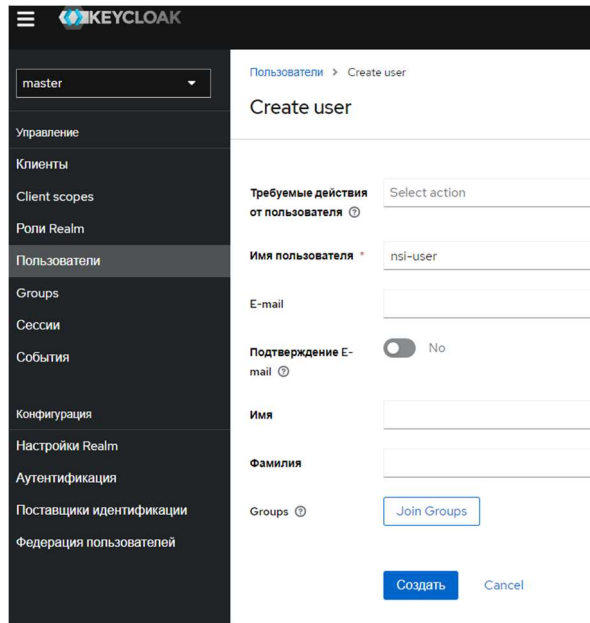 KEYCLOAK
master
Управление
Клиенты
Client scopes
Роли Realm
Пользователи
Groups
Сессии
События
Конфигурация
Настройки Realm
Аутентификация
Поставщики идентификации
Федерация пользователей
Пользователи > Create user
Create user
Требуемые действия
от пользователя
Select action
Имя пользователя *
nsi-user
E-mail
Подтверждение E-
mail
No
Имя
Фамилия
Groups
Join Groups
Создать
Cancel